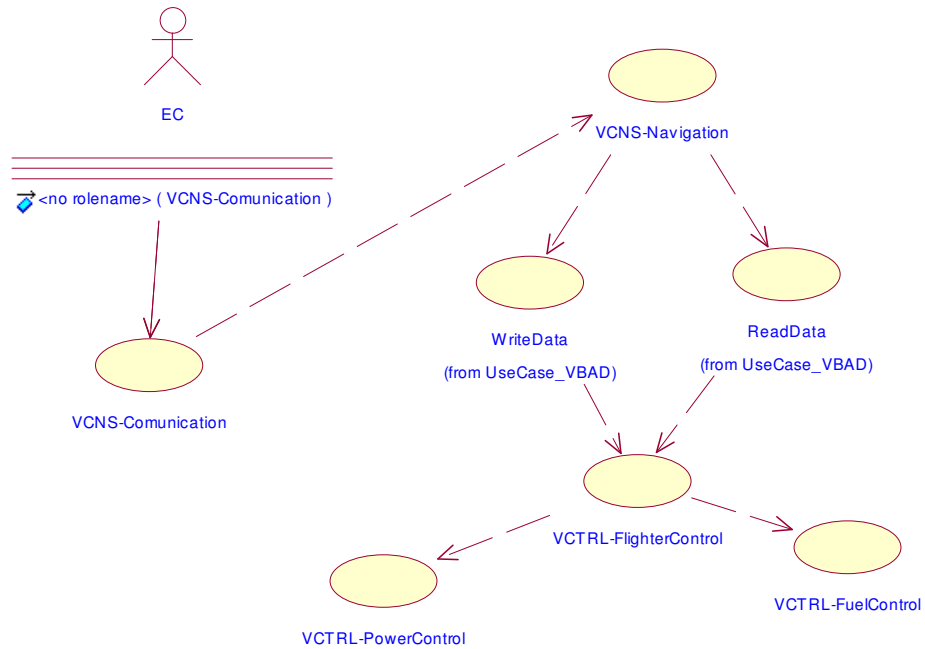 EC
VCNS-Navigation
<no rolename> ( VCNS-Comunication )
WriteData
(from UseCase_VBAD)
ReadData
(from UseCase_VBAD)
VCNS-Comunication
VCTRL-FlighterControl
VCTRL-FuelControl
VCTRL-PowerControl